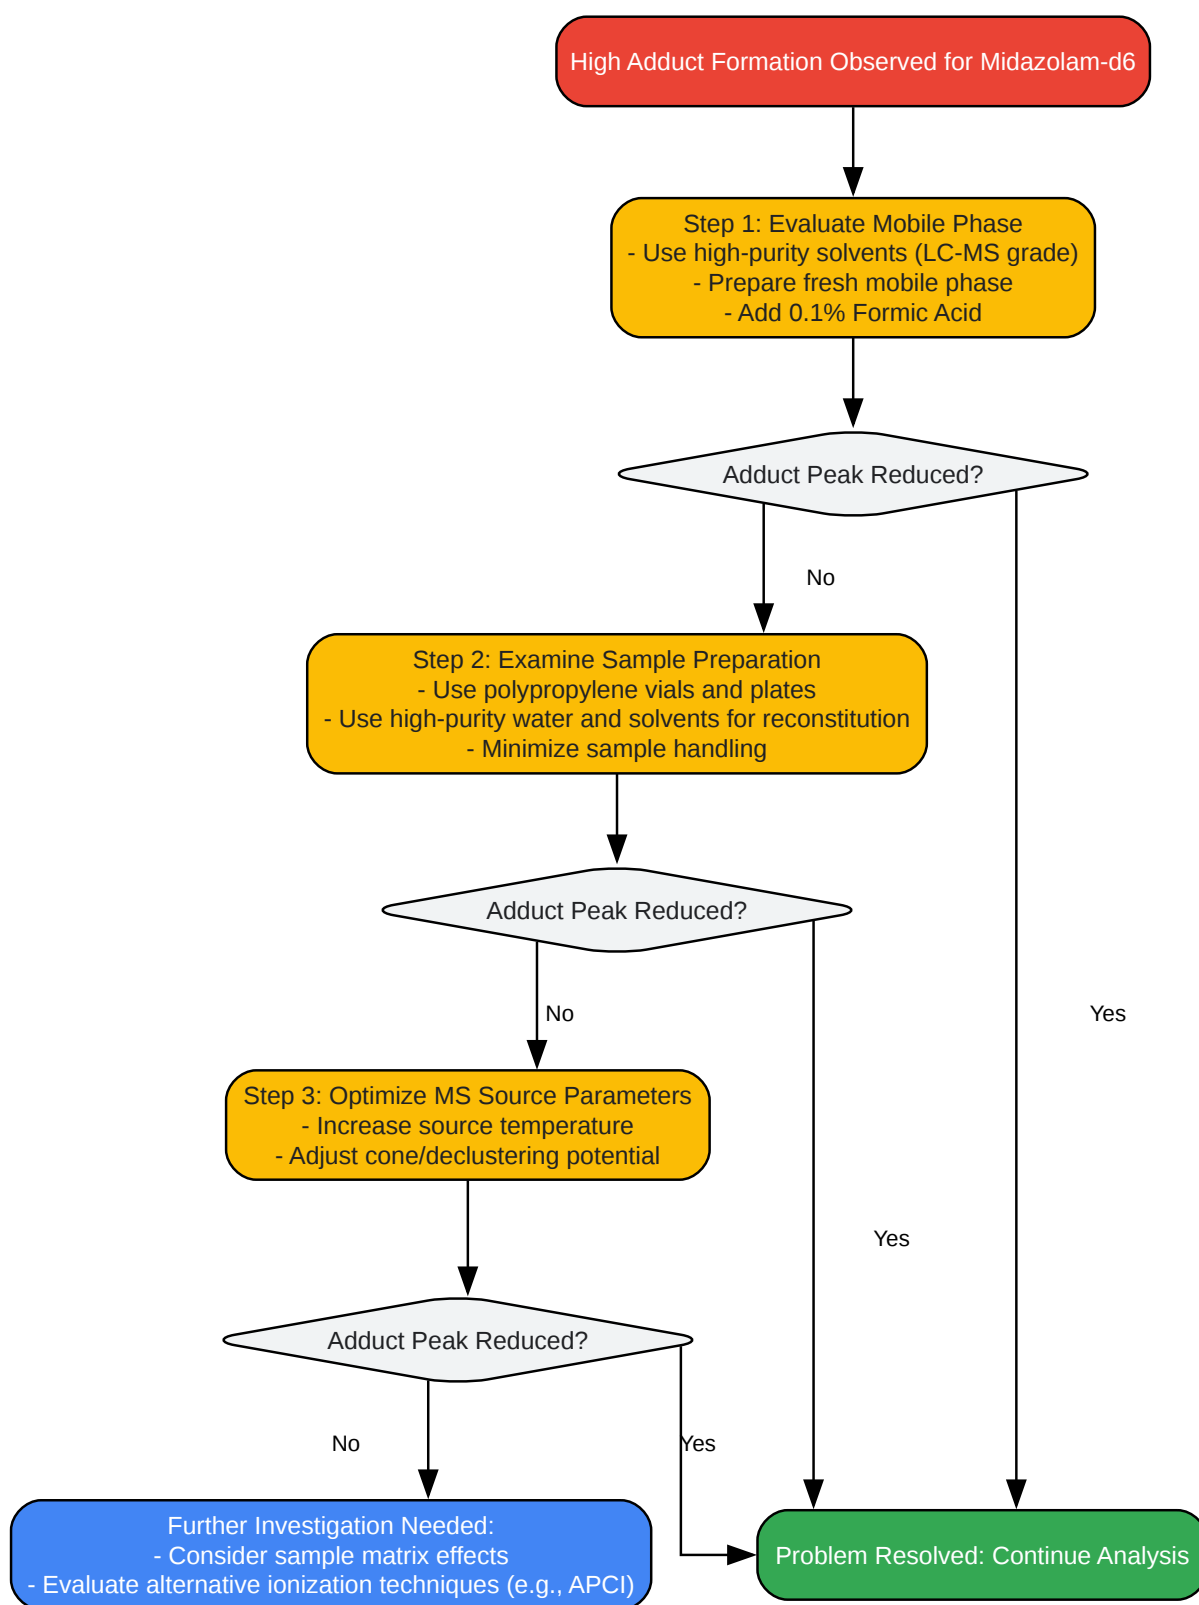 High Adduct Formation Observed for Midazolam-d6
Step 1: Evaluate Mobile Phase
- Use high-purity solvents (LC-MS grade)
- Prepare fresh mobile phase
- Add 0.1% Formic Acid
Adduct Peak Reduced?
No
Step 2: Examine Sample Preparation
- Use polypropylene vials and plates
- Use high-purity water and solvents for reconstitution
- Minimize sample handling
Adduct Peak Reduced?
No
Yes
Step 3: Optimize MS Source Parameters
- Increase source temperature
- Adjust cone/declustering potential
Yes
Adduct Peak Reduced?
No
Yes
Further Investigation Needed:
- Consider sample matrix effects
- Evaluate alternative ionization techniques (e.g., APCI)
Problem Resolved: Continue Analysis